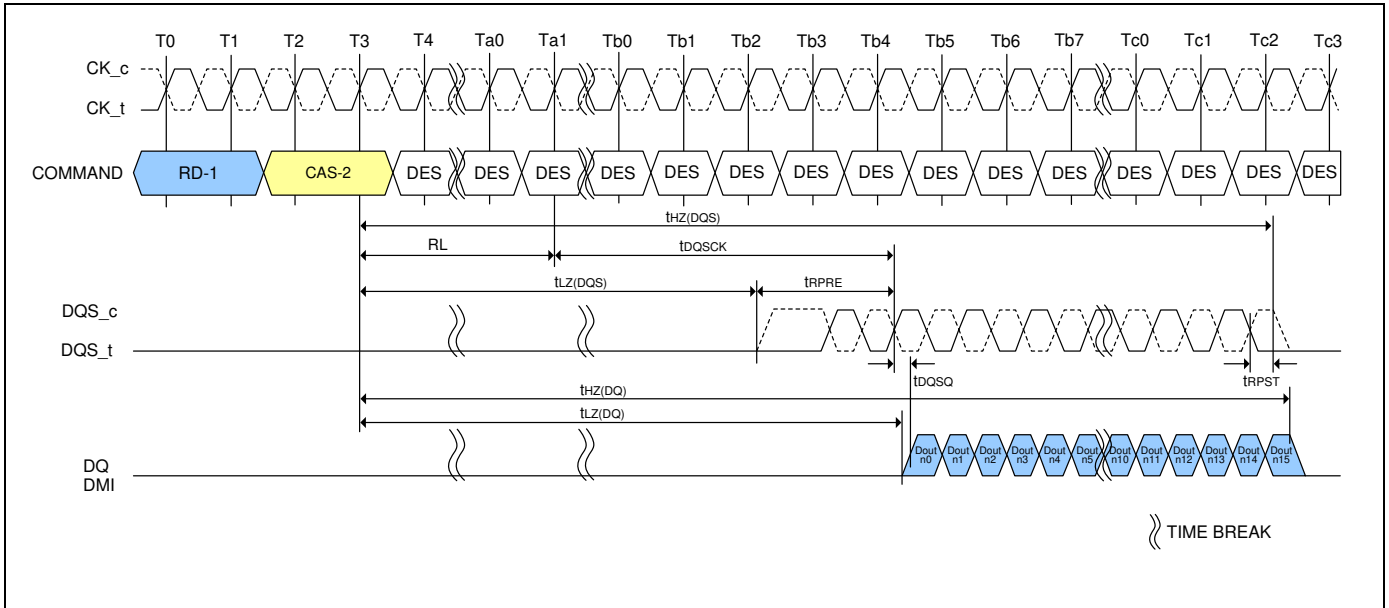 T0 T1 T2 T3 T4 Ta0 Ta1 Tb0 Tb1 Tb2 Tb3 Tb4 Tb5 Tb6 Tb7 Tc0 Tc1 Tc2 Tc3
CK_c
CK_t
COMMAND RD-1 CAS-2 DES DES DES DES DES DES DES DES DES DES DES DES DES DES DES
tHZ(DQS)
RL tDQSCK
tLZ(DQS) tRPRE
DQS_c
DQS_t
tDQSQ tRPST
tHZ(DQ)
tLZ(DQ)
DQ
DMI
Dout n0 Dout n1 Dout n2 Dout n3 Dout n4 Dout n5 Dout n10 Dout n11 Dout n12 Dout n13 Dout n14 Dout n15
TIME BREAK